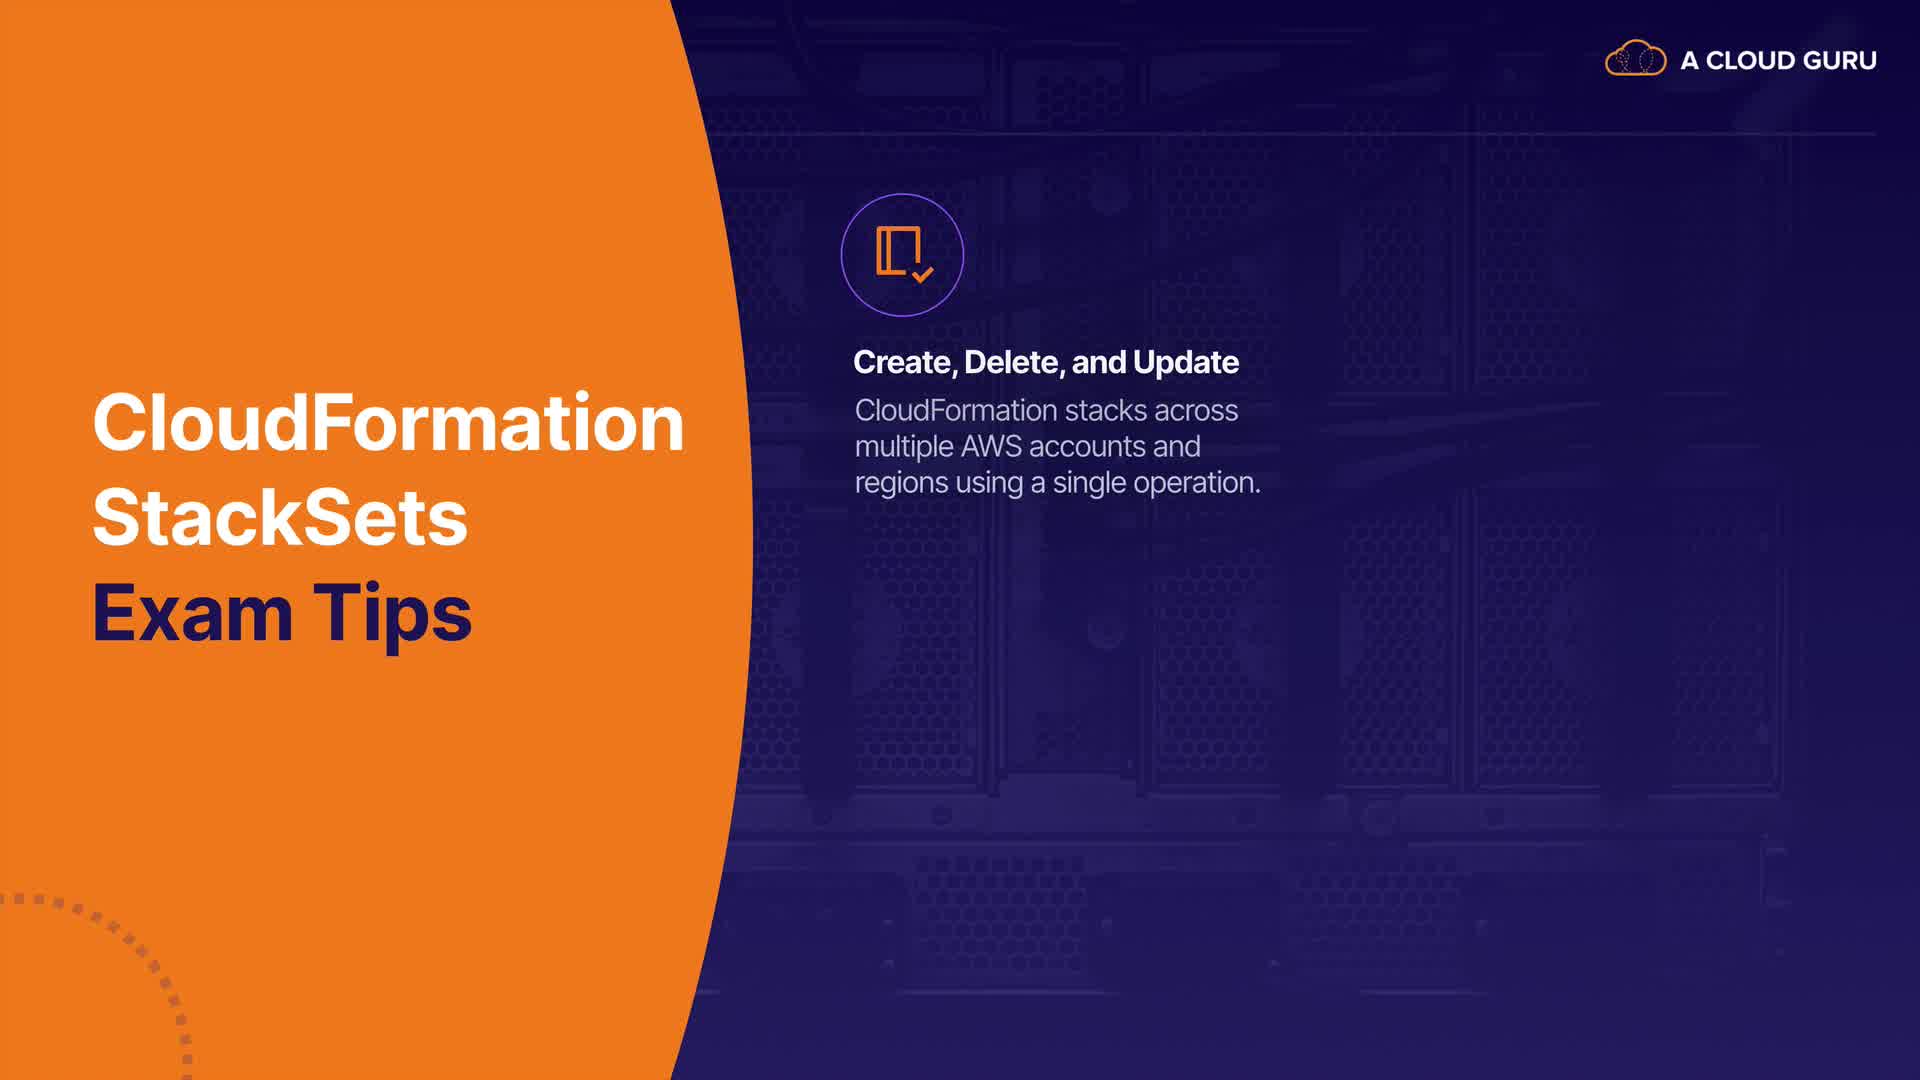 A CLOUD GURU
CloudFormation
StackSets
Exam Tips
Create, Delete, and Update
CloudFormation stacks across
multiple AWS accounts and
regions using a single operation.